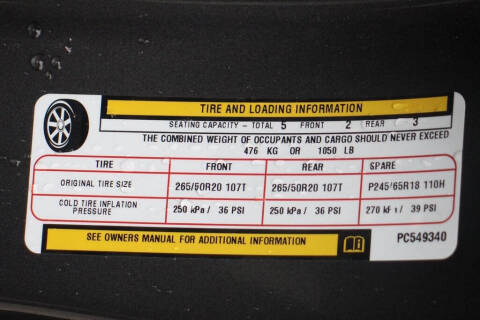 TIRE AND LOADING INFORMATION
SEATING CAPACITY – TOTAL 5 FRONT 2 REAR 3
THE COMBINED WEIGHT OF OCCUPANTS AND CARGO SHOULD NEVER EXCEED
476 KG OR 1050 LB
TIRE FRONT REAR SPARE
ORIGINAL TIRE SIZE 265/50R20 107T 265/50R20 107T P245/65R18 110H
COLD TIRE INFLATION PRESSURE 250 kPa / 36 PSI 250 kPa / 36 PSI 270 kPa / 39 PSI
SEE OWNERS MANUAL FOR ADDITIONAL INFORMATION PC549340